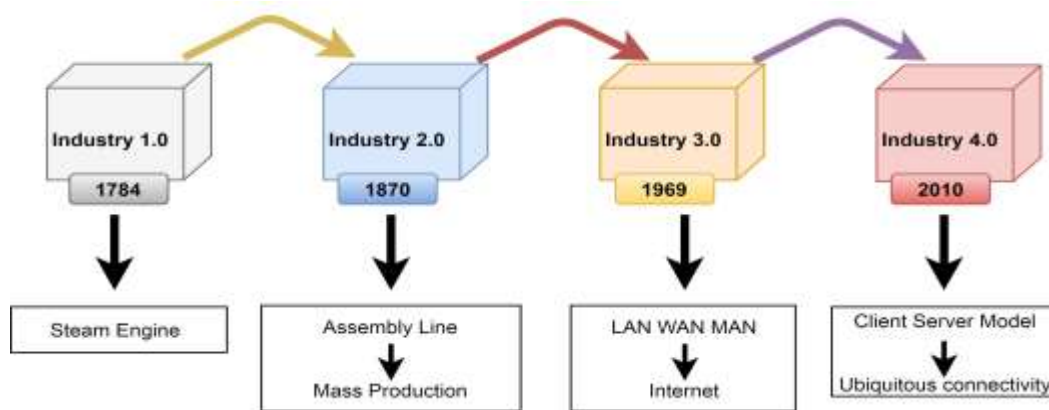 Industry 1.0
Industry 2.0
Industry 3.0
Industry 4.0
1784
1870
1969
2010
Steam Engine
Assembly Line
Mass Production
LAN WAN MAN
Internet
Client Server Model
Ubiquitous connectivity